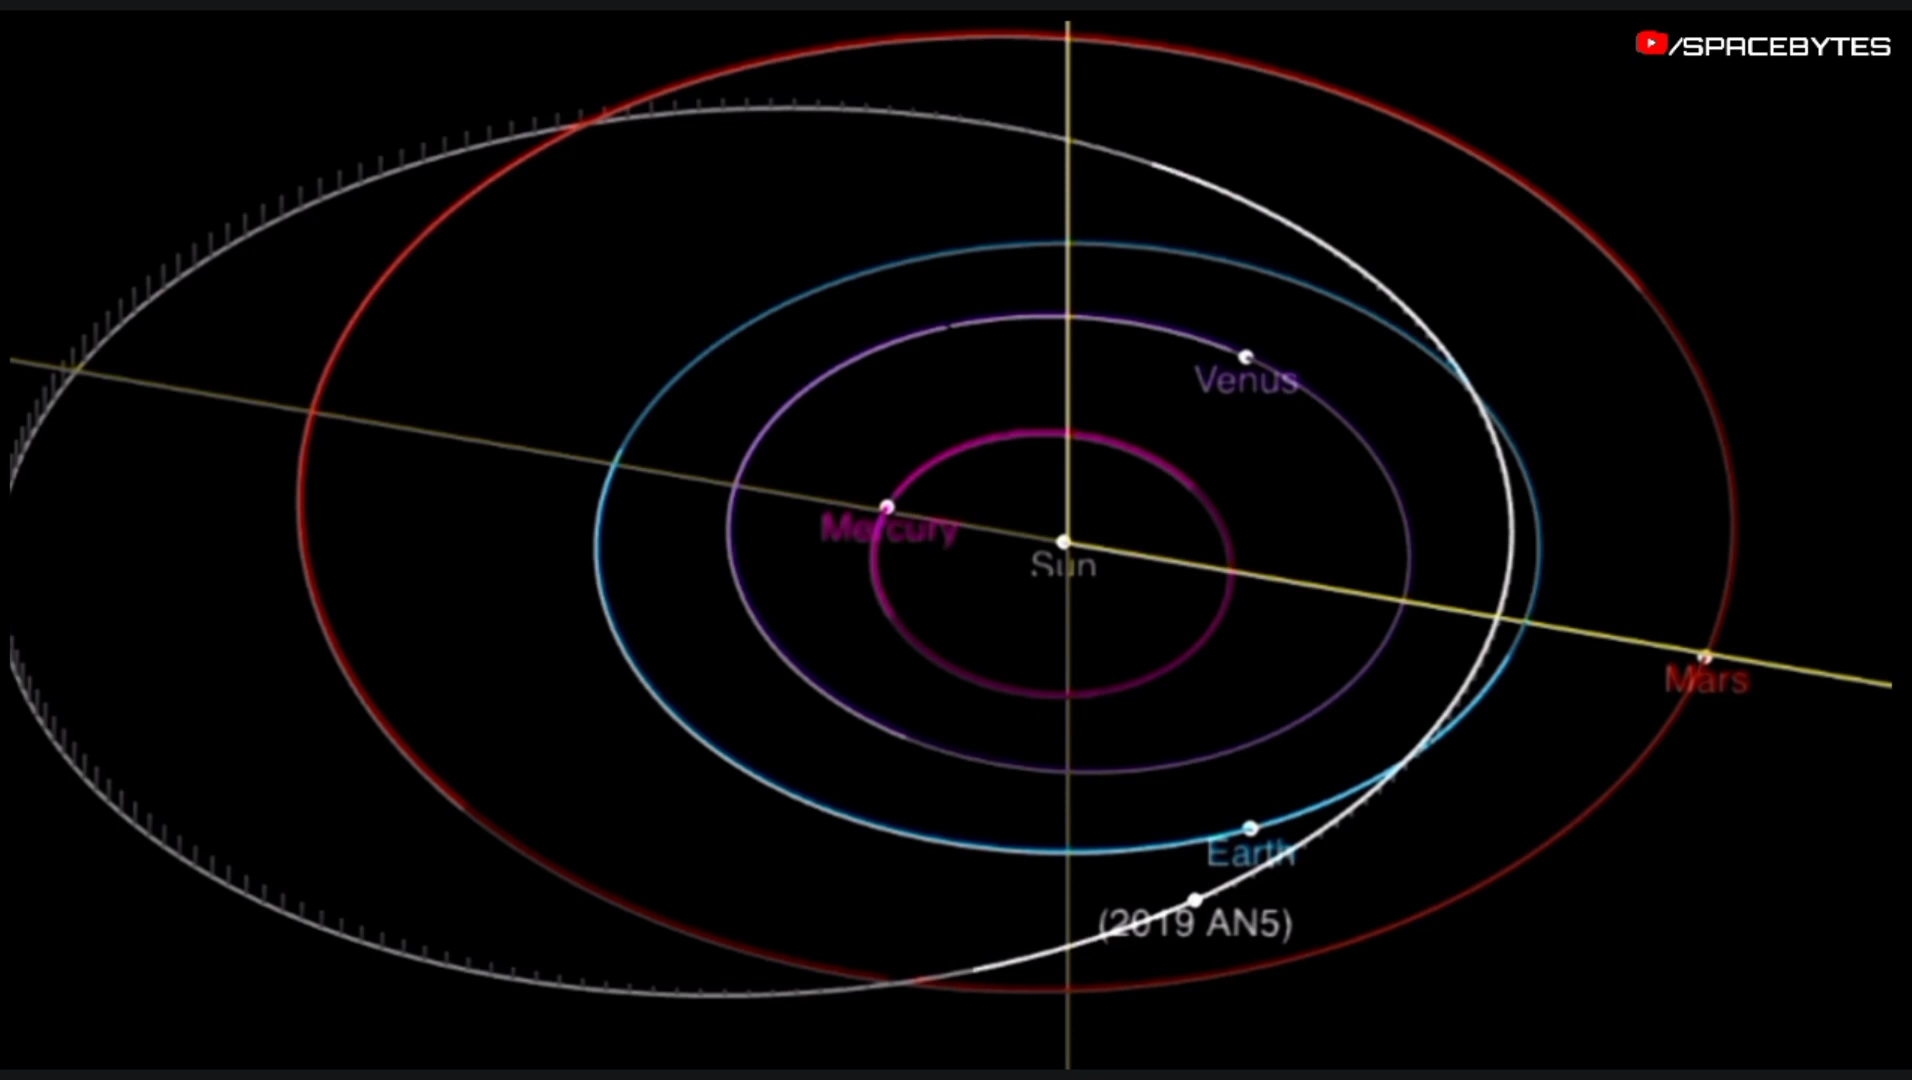 /SPACEBYTES
Venus
Mercury
Sun
Mars
Earth
(2019 AN5)